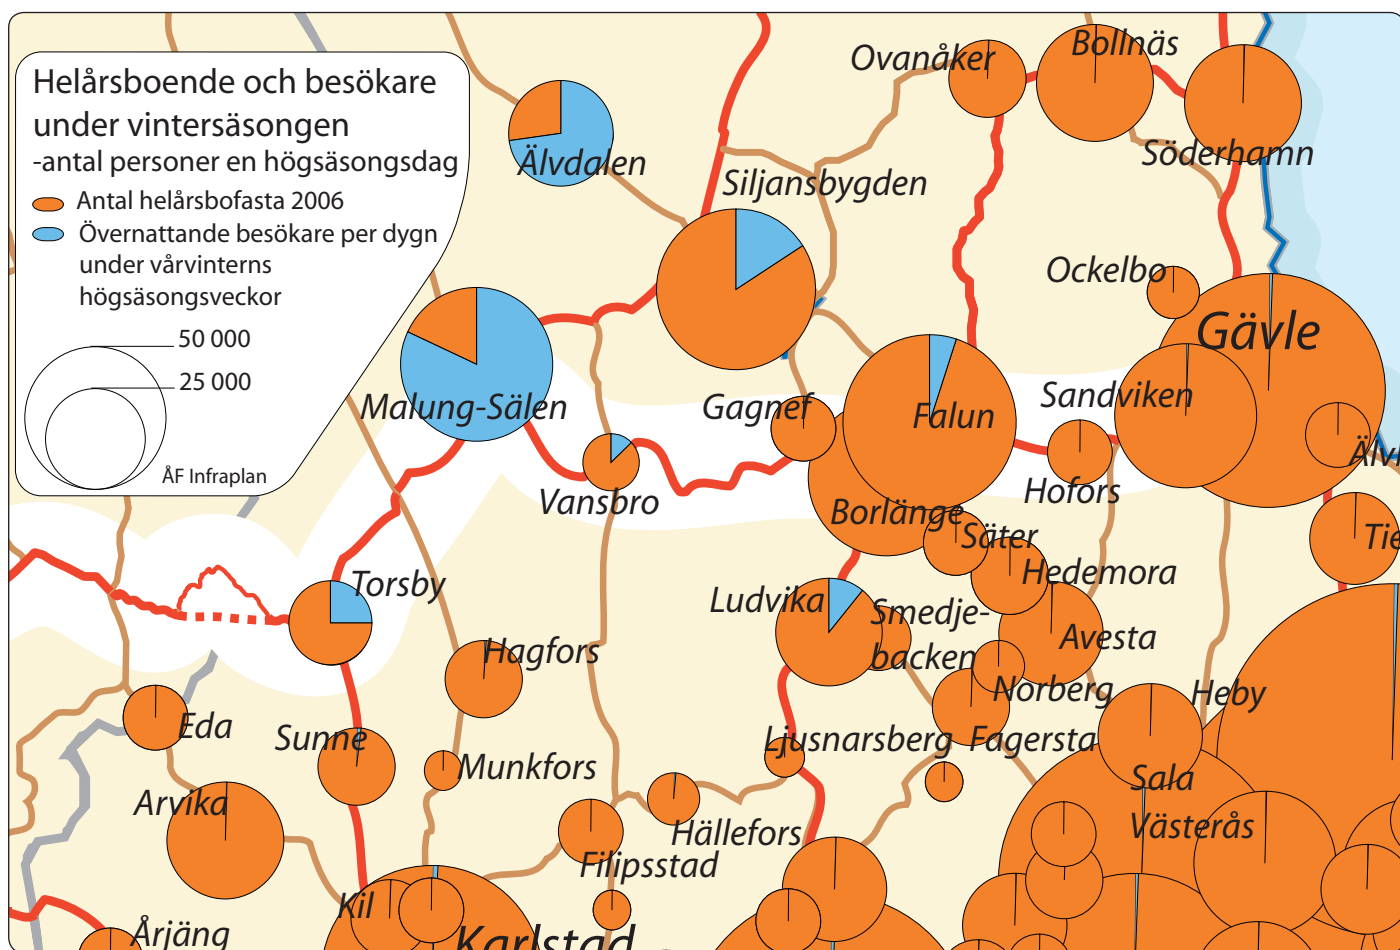 Helårsboende och besökare
under vintersäsongen
-antal personer en högsäsongsdag
Antal helårsbofasta 2006
Övernattande besökare per dygn
under vårvinterns
högsäsongsveckor
50 000
25 000
ÅF Infraplan
Ovanåker
Bollnäs
Söderhamn
Älvdalen
Siljansbygden
Ockelbo
Gävle
Malung-Sälen
Gagnef
Falun
Sandviken
Vansbro
Hofors
Borlänge
Säter
Torsby
Hedemora
Ludvika
Smedje-
backen
Avesta
Hagfors
Norberg
Heby
Eda
Sunne
Ljusnarsberg
Fagersta
Munkfors
Sala
Arvika
Hällefors
Västerås
Filipsstad
Kil
Årjäng
Karlstad